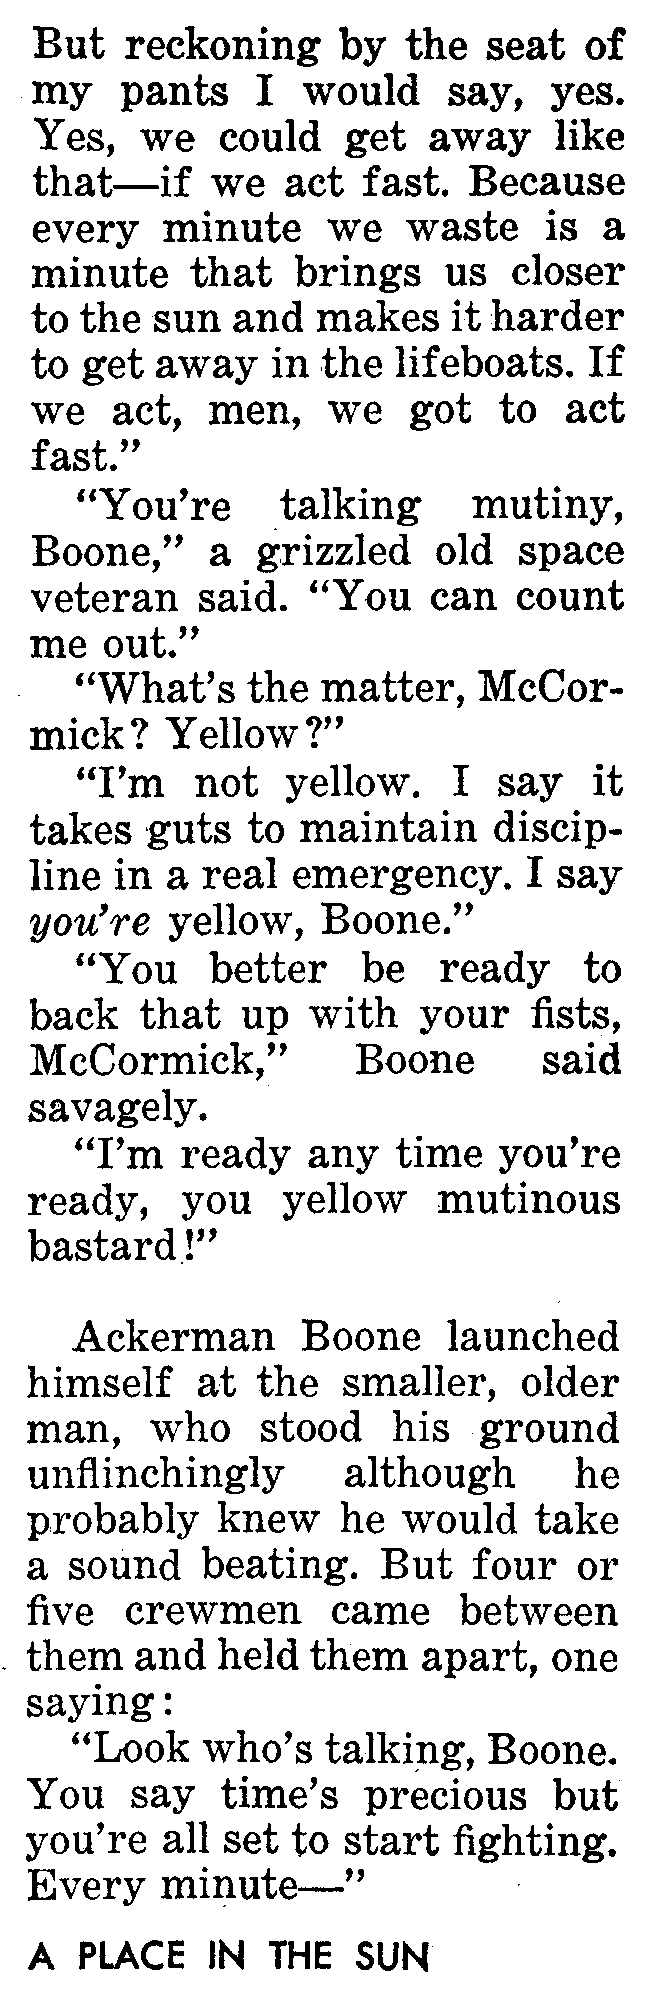 But reckoning by the seat of
my pants I would say, yes.
Yes, we could get away like
that—if we act fast. Because
every minute we waste is a
minute that brings us closer
to the sun and makes it harder
to get away in the lifeboats. If
we act, men, we got to act
fast.”
“You're talking mutiny,
Boone,” a grizzled old space
veteran said. “You can count
me out.”
“What's the matter, McCor-
mick? Yellow?”
“I'm not yellow. I say it
takes guts to maintain discip-
line in a real emergency. I say
you're yellow, Boone.”
“You better be ready to
back that up with your fists,
McCormick,” Boone said
savagely.
“I'm ready any time you're
ready, you yellow mutinous
bastard!”
Ackerman Boone launched
himself at the smaller, older
man, who stood his ground
unflinchingly although he
probably knew he would take
a sound beating. But four or
five crewmen came between
them and held them apart, one
saying:
“Look who's talking, Boone.
You say time's precious but
you're all set to start fighting.
Every minute—”
A PLACE IN THE SUN